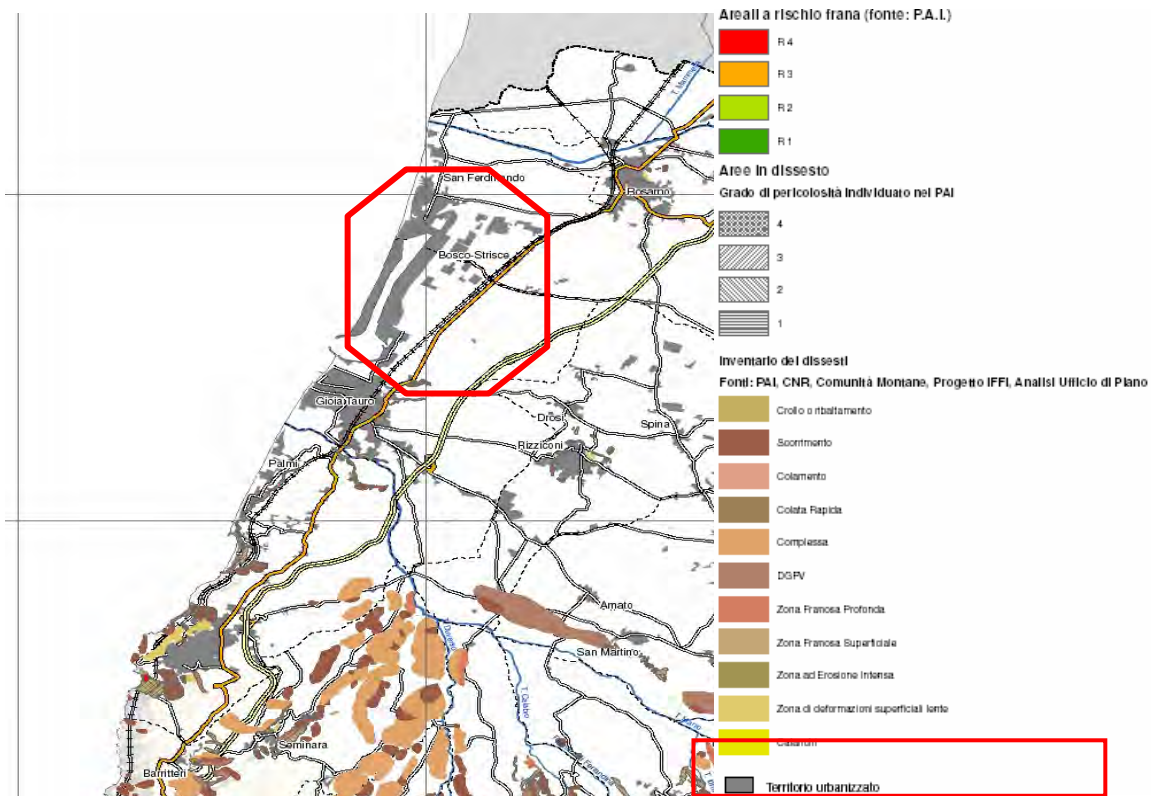 Areali a rischio frana (fonte: P.A.I.)
R 4
R 3
R 2
R 1
Aree in dissesto
Grado di pericolosità individuato nel PAI
4
3
2
1
Inventario dei dissesti
Fonti: PAI, CNR, Comunità Montane, Progetto IFFI, Analisi Ufficio di Piano
Crollo o ribaltamento
Scorrimento
Colamento
Colata Rapida
Complessa
DGPV
Zona Franosa Profonda
Zona Franosa Superficiale
Zona ad Erosione Intensa
Zona di deformazioni superficiali lente
Calanchi
Territorio urbanizzato
San Ferdinando
Rosarno
Bosco-Strisce
Gioia Tauro
Drosi
Spina
Rizziconi
Palmi
Amato
San Martino
Seminara
Barritteri